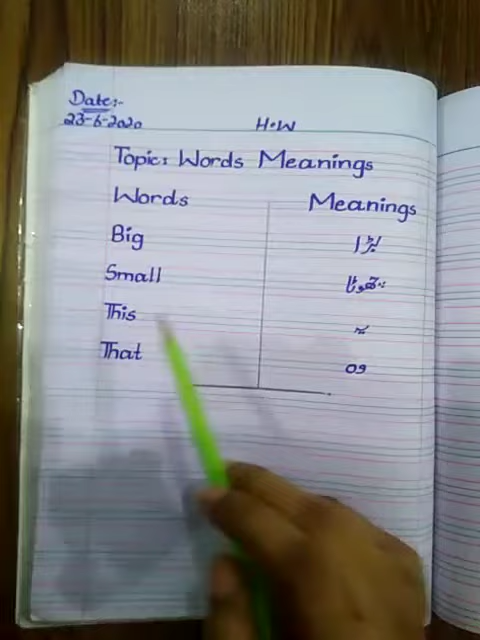 Date:-
23-6-2020
H.W
Topic: Words Meanings
Words Meanings
Big بڑا
Small چھوٹا
This یہ
That وہ